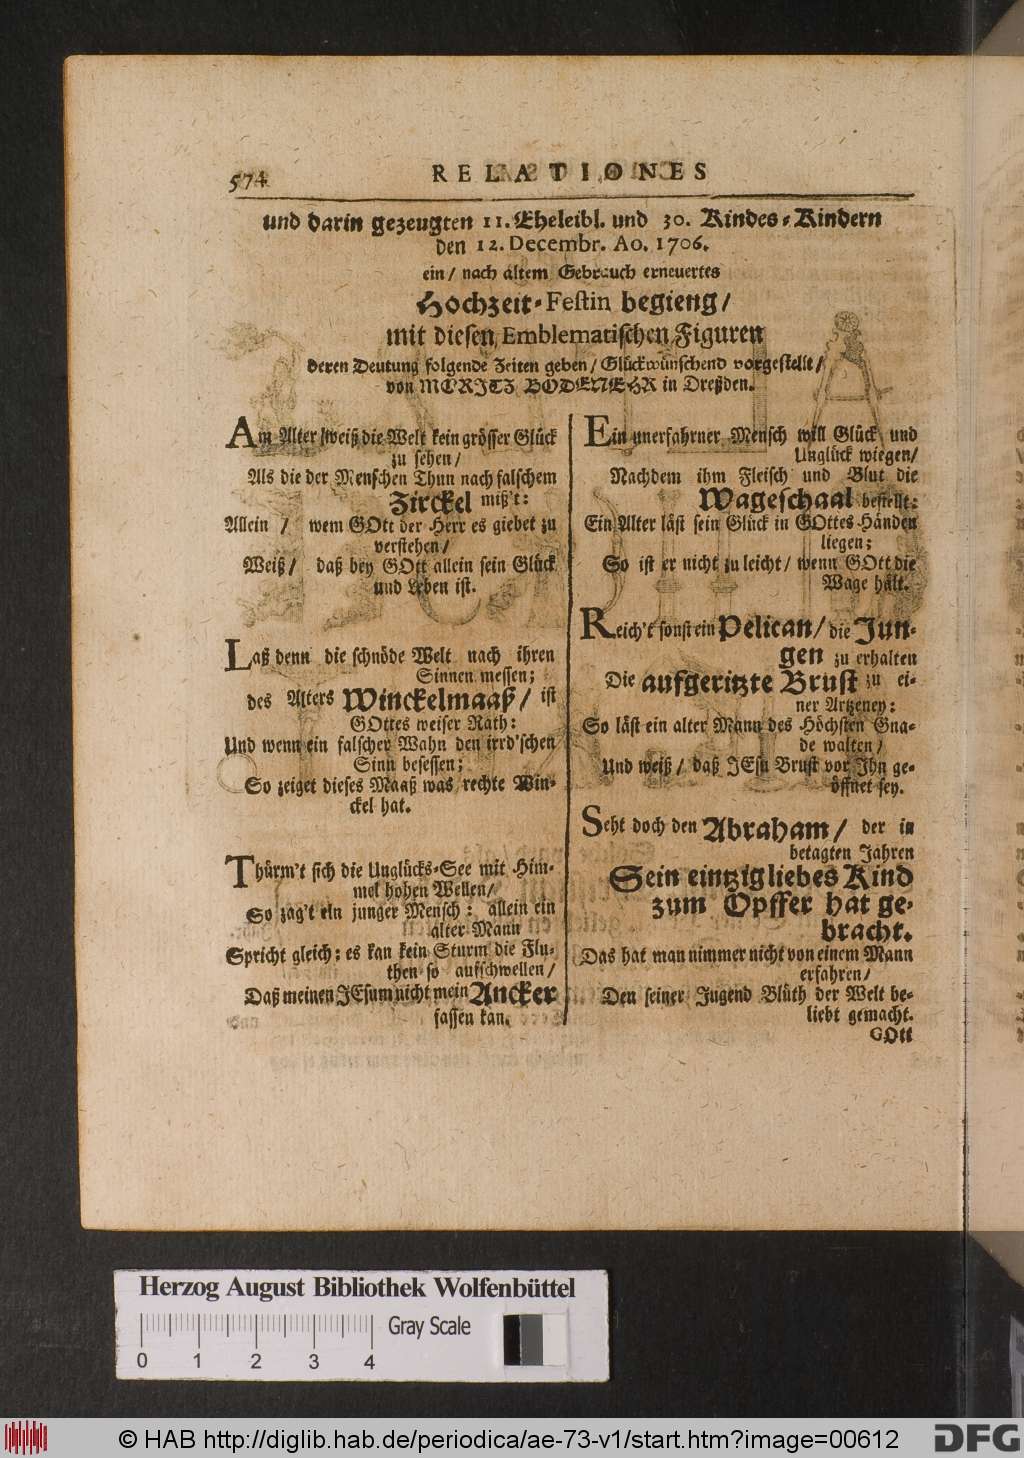 574 RELATIONES
und darin gezeugten 11. Eheleibl. und 30. Kindes-Kindern
den 12. Decembr. Ao. 1706.
ein / nach altem Gebrauch erneuertes
Hochzeit-Festin begieng /
mit diesen Emblematischen Figuren
deren Deutung folgende Zeiten geben / Glückwünschend vorgestellt /
von MORITZ BODENEHR in Dreßden.
Am Alter / weiß die Welt kein grösser Glück
zu sehen /
Als die der Menschen Thun nach falschem
Zirckel miß't:
Allein / wem GOtt der Herr es giebet zu
verstehen /
Weiß / daß bey GOtt allein sein Glück
und Leben ist.
Laß denn die schnöde Welt nach ihren
Sinnen messen;
des Alters Winckelmaaß / ist
GOttes weiser Rath:
Und wenn ein falscher Wahn den irrd'schen
Sinn besessen;
So zeiget dieses Maaß was rechte Win-
ckel hat.
Thürm't sich die Unglücks-See mit Him-
mel hohen Wellen /
So zag't ein junger Mensch: allein ein
alter Mann
Spricht gleich: es kan kein Sturm die Flu-
then so aufschwellen /
Daß meinen JEsum nicht mein Ancker
fassen kan.
Ein unerfahrner Mensch will Glück und
Unglück wiegen /
Nachdem ihm Fleisch und Blut die
Wageschaal bestellt:
Ein Alter läst sein Glück in GOttes Händen
liegen;
So ist er nicht zu leicht / wenn GOtt die
Wage hält.
Reich't sonst ein Pelican / die Jun-
gen zu erhalten
Die aufgeritzte Brust zu ei-
ner Artzeney:
So läst ein alter Mann des Höchsten Gna-
de walten /
Und weiß / daß JEsu Brust vor Ihn ge-
öffnet sey.
Seht doch den Abraham / der in
betagten Jahren
Sein eintzig liebes Kind
zum Opffer hat ge-
bracht.
Das hat man nimmer nicht von einem Mann
erfahren /
Den seiner Jugend Blüth der Welt be-
liebt gemacht.
GOtt
Herzog August Bibliothek Wolfenbüttel
Gray Scale
0 1 2 3 4
© HAB http://diglib.hab.de/periodica/ae-73-v1/start.htm?image=00612
DFG